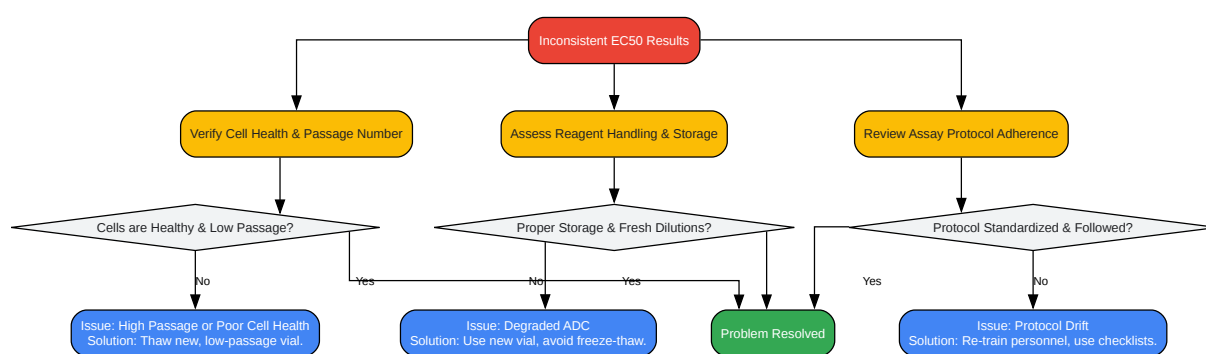 Inconsistent EC50 Results
Verify Cell Health & Passage Number
Assess Reagent Handling & Storage
Review Assay Protocol Adherence
Cells are Healthy & Low Passage?
Proper Storage & Fresh Dilutions?
Protocol Standardized & Followed?
No
Yes
No
Yes
Yes
No
Issue: High Passage or Poor Cell Health
Solution: Thaw new, low-passage vial.
Issue: Degraded ADC
Solution: Use new vial, avoid freeze-thaw.
Problem Resolved
Issue: Protocol Drift
Solution: Re-train personnel, use checklists.